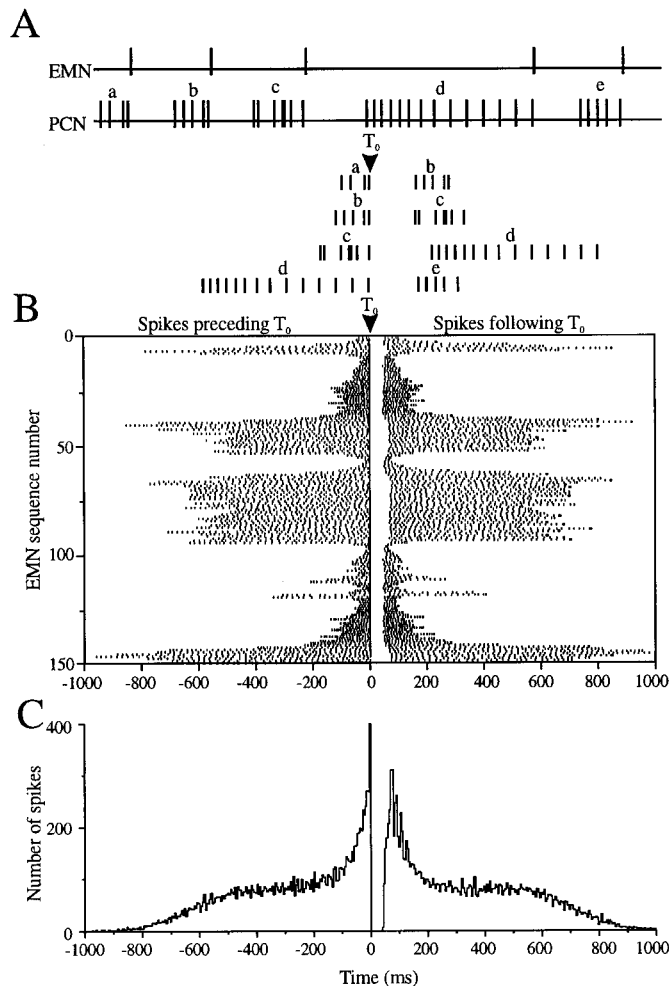 A
EMN
a b c d e
PCN
T₀
a b
b c
c d
d e
T₀
B
Spikes preceding T₀ Spikes following T₀
EMN sequence number
0
50
100
150
-1000 -800 -600 -400 -200 0 200 400 600 800 1000
C
Number of spikes
400
200
0
-1000 -800 -600 -400 -200 0 200 400 600 800 1000
Time (ms)